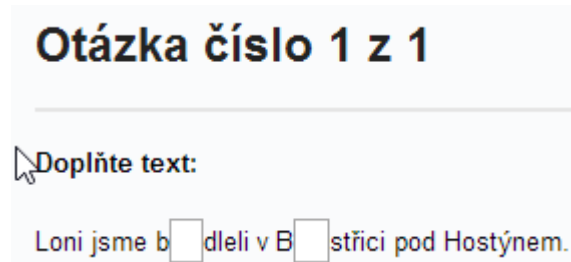 Otázka číslo 1 z 1
Doplňte text:
Loni jsme b dleli v B střici pod Hostýnem.